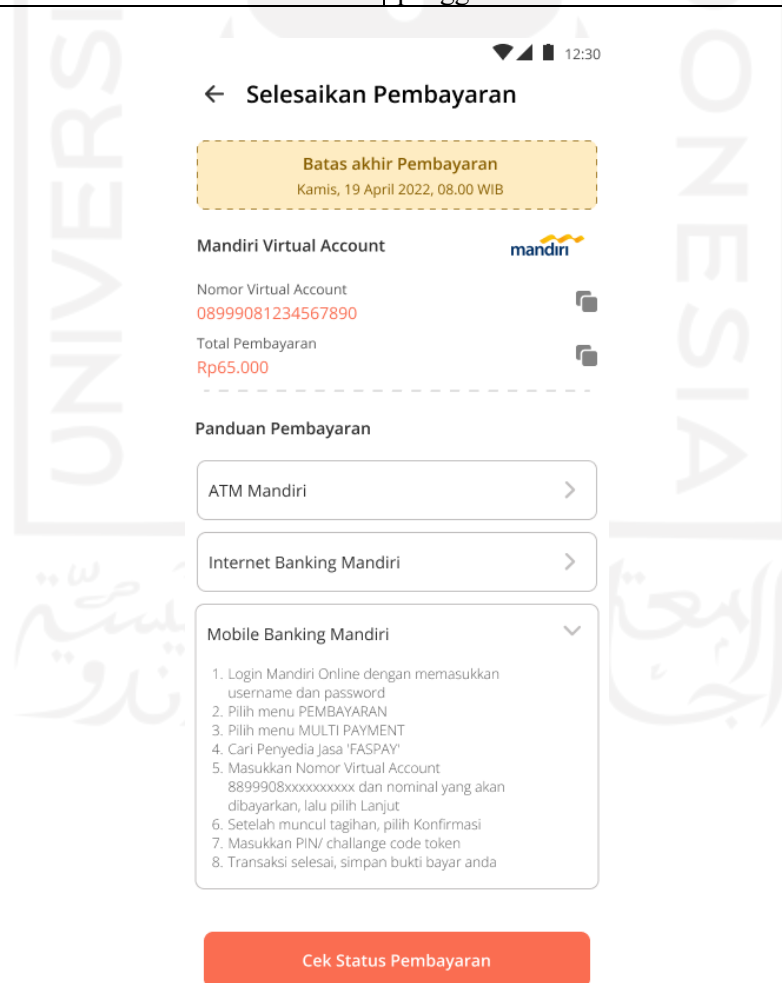 12:30
Selesaikan Pembayaran
Batas akhir Pembayaran
Kamis, 19 April 2022, 08.00 WIB
Mandiri Virtual Account
mandırı
Nomor Virtual Account
08999081234567890
Total Pembayaran
Rp65.000
Panduan Pembayaran
ATM Mandiri
Internet Banking Mandiri
Mobile Banking Mandiri
1. Login Mandiri Online dengan memasukkan
username dan password
2. Pilih menu PEMBAYARAN
3. Pilih menu MULTI PAYMENT
4. Cari Penyedia Jasa 'FASPAY'
5. Masukkan Nomor Virtual Account
8899908xxxxxxxxxx dan nominal yang akan
dibayarkan, lalu pilih Lanjut
6. Setelah muncul tagihan, pilih Konfirmasi
7. Masukkan PIN/ challange code token
8. Transaksi selesai, simpan bukti bayar anda
Cek Status Pembayaran
UNIVERS
ONESIA